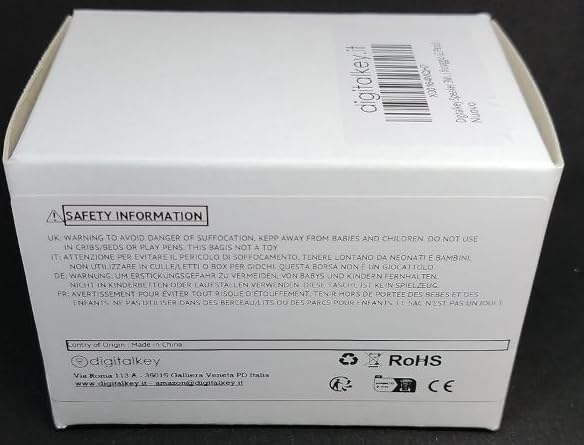 digitalkey.it
Nuovo
SAFETY INFORMATION
UK: WARNING TO AVOID DANGER OF SUFFOCATION, KEPP AWAY FROM BABIES AND CHILDREN. DO NOT USE
IN CRIBS/BEDS OR PLAY PENS. THIS BAGIS NOT A TOY
IT: ATTENZIONE PER EVITARE IL PERICOLO DI SOFFOCAMENTO, TENERE LONTANO DA NEONATI E BAMBINI,
NON UTILIZZARE IN CULLE/LETTI O BOX PER GIOCHI. QUESTA BORSA NON È UN GIOCATTOLO
DE: WARNUNG, UM ERSTICKUNGSGEFAHR ZU VERMEIDEN, VON BABYS UND KINDERN FERNHALTEN,
NICHT IN KINDERBETTEN ODER LAUFSTÄLLEN VERWENDEN. DIESE TASCHE IST KEIN SPIELZEUG.
FR: AVERTISSEMENT POUR ÉVITER TOUT RISQUE D'ÉTOUFFEMENT, TENIR HORS DE PORTÉE DES BÉBÉS ET DES
ENFANTS. NE PAS UTILISER DANS DES BERCEAU/LITS OU DES PARCS POUR ENFANTS CE SAC N'EST PAS UN JOUET
Contry of Origin : Made in China
digitalkey
Via Roma 113 A - 35015 Galliera Veneta PD Italia
www.digitalkey.it - amazon@digitalkey.it
RoHS
CE